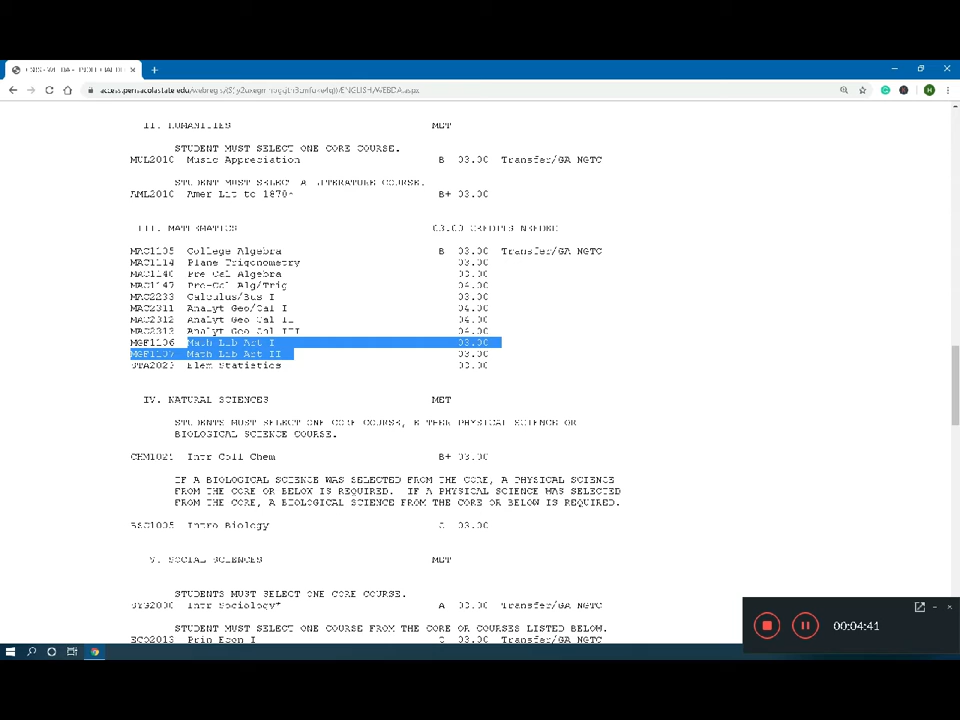 access.pensacolastate.edu/webregis/
II. HUMANITIES MET
STUDENT MUST SELECT ONE CORE COURSE.
MUL2010 Music Appreciation B 03.00 Transfer/GA NGTC
STUDENT MUST SELECT A LITERATURE COURSE.
AML2010 Amer Lit to 1870* B+ 03.00
III. MATHEMATICS 03.00 CREDITS NEEDED
MAC1105 College Algebra B 03.00 Transfer/GA NGTC
MAC1114 Plane Trigonometry 03.00
MAC1140 Pre Cal Algebra 03.00
MAC1147 Pre-Cal Alg/Trig 04.00
MAC2233 Calculus/Bus I 03.00
MAC2311 Analyt Geo/Cal I 04.00
MAC2312 Analyt Geo Cal II 04.00
MAC2313 Analyt Geo Cal III 04.00
MGF1106 Math Lib Art I 03.00
MGF1107 Math Lib Art II 03.00
STA2023 Elem Statistics 03.00
IV. NATURAL SCIENCES MET
STUDENTS MUST SELECT ONE CORE COURSE, EITHER PHYSICAL SCIENCE OR
BIOLOGICAL SCIENCE COURSE.
CHM1025 Intr Coll Chem B+ 03.00
IF A BIOLOGICAL SCIENCE WAS SELECTED FROM THE CORE, A PHYSICAL SCIENCE
FROM THE CORE OR BELOW IS REQUIRED. IF A PHYSICAL SCIENCE WAS SELECTED
FROM THE CORE, A BIOLOGICAL SCIENCE FROM THE CORE OR BELOW IS REQUIRED.
BSC1005 Intro Biology C 03.00
V. SOCIAL SCIENCES MET
STUDENTS MUST SELECT ONE CORE COURSE.
SYG2000 Intr Sociology* A 03.00 Transfer/GA NGTC
STUDENT MUST SELECT ONE COURSE FROM THE CORE OR COURSES LISTED BELOW.
ECO2013 Prin Econ I C 03.00 Transfer/GA NGTC
00:04:41